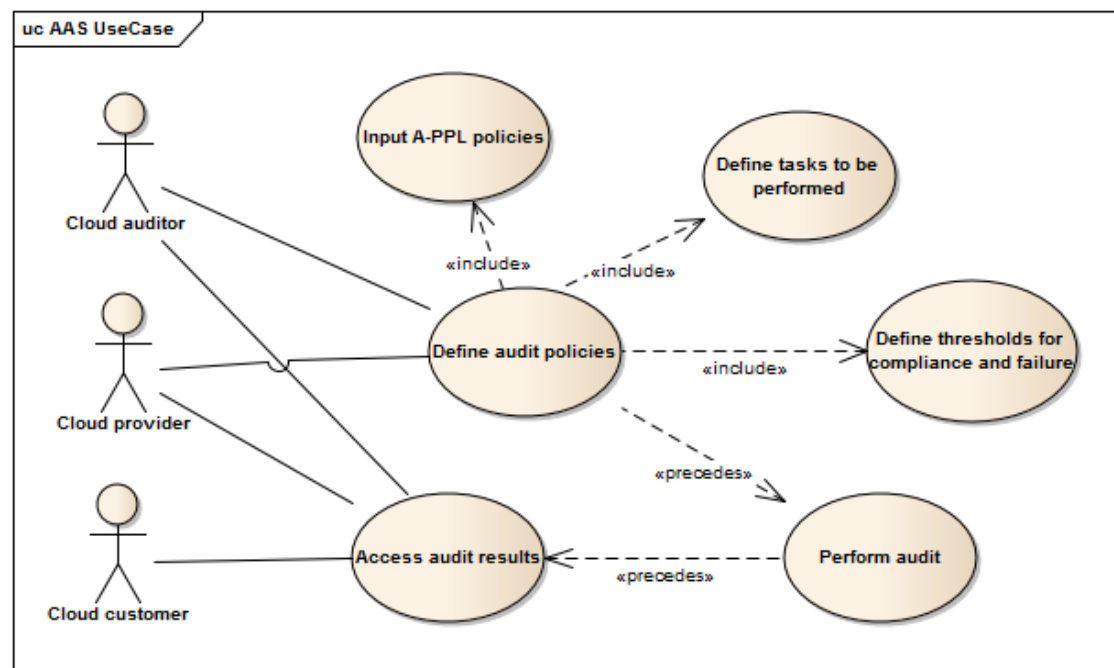 uc AAS UseCase
Input A-PPL policies
Define tasks to be
performed
Cloud auditor
«include»
«include»
Define audit policies
Define thresholds for
compliance and failure
«include»
Cloud provider
«precedes»
Access audit results
Perform audit
«precedes»
Cloud customer